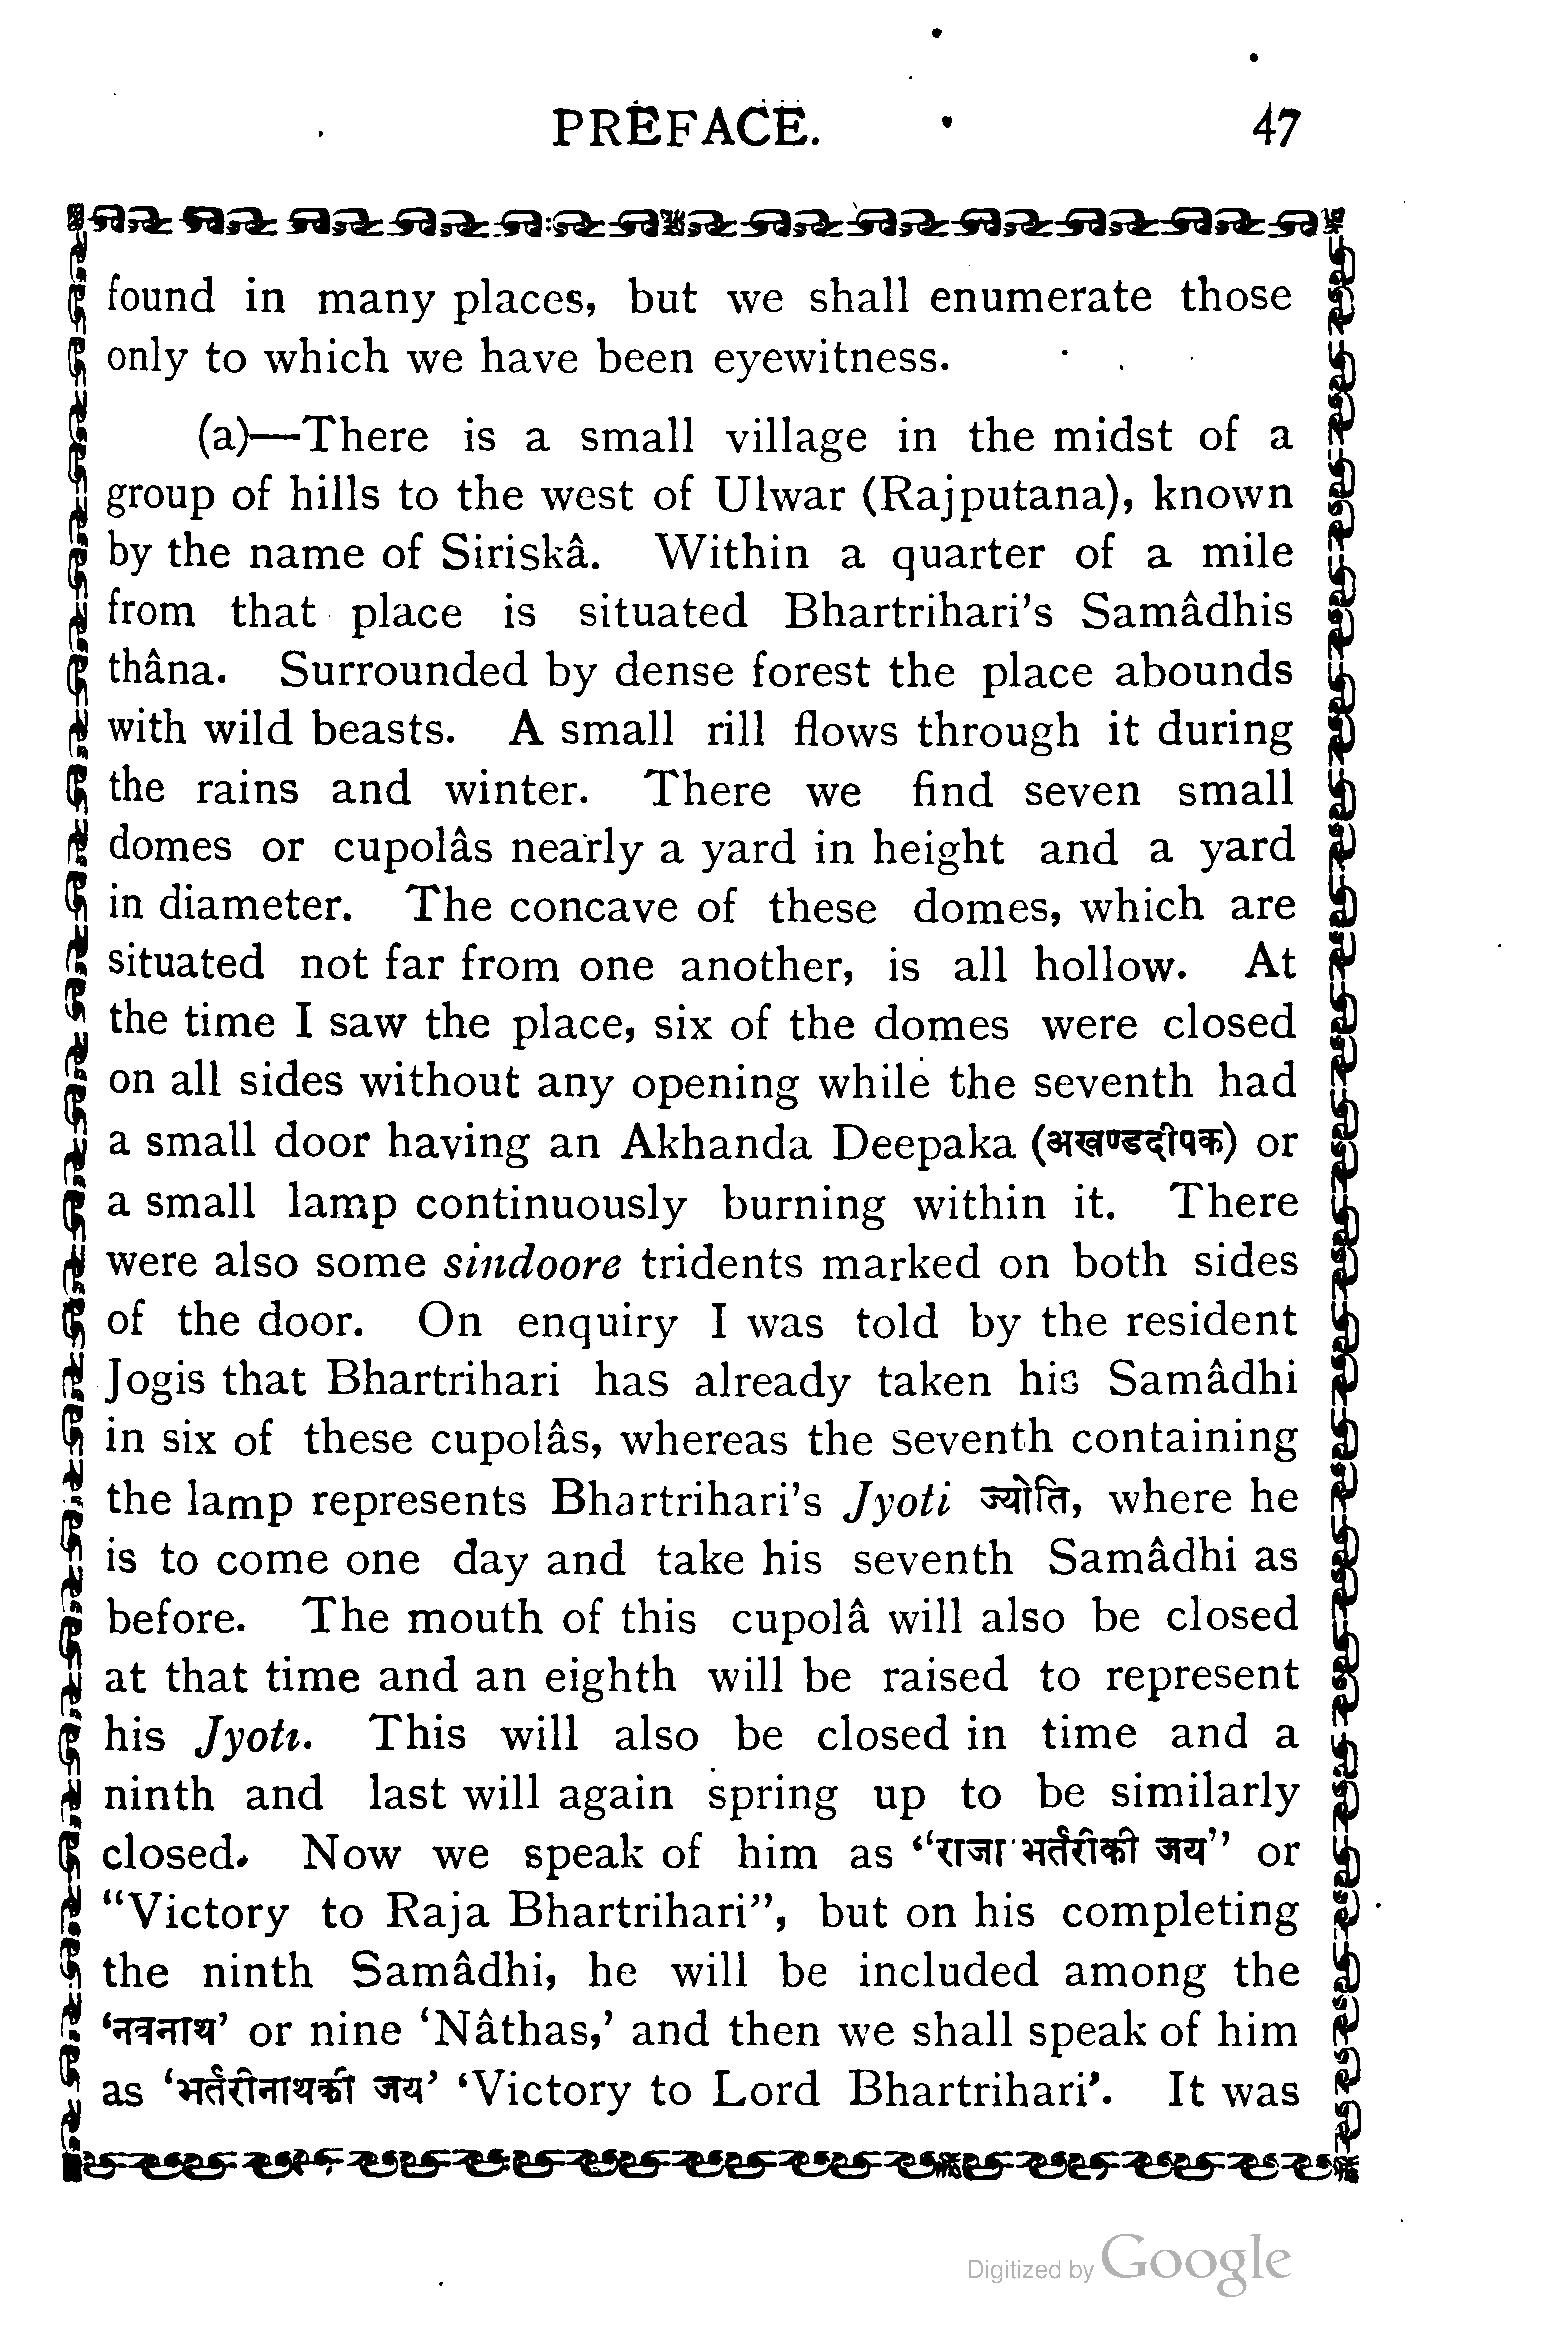 PREFACE. 47
found in many places, but we shall enumerate those
only to which we have been eyewitness.
(a)—There is a small village in the midst of a
group of hills to the west of Ulwar (Rajputana), known
by the name of Siriskâ. Within a quarter of a mile
from that place is situated Bhartrihari's Samâdhis
thâna. Surrounded by dense forest the place abounds
with wild beasts. A small rill flows through it during
the rains and winter. There we find seven small
domes or cupolâs nearly a yard in height and a yard
in diameter. The concave of these domes, which are
situated not far from one another, is all hollow. At
the time I saw the place, six of the domes were closed
on all sides without any opening while the seventh had
a small door having an Akhanda Deepaka (अखण्डदीपक) or
a small lamp continuously burning within it. There
were also some sindoore tridents marked on both sides
of the door. On enquiry I was told by the resident
Jogis that Bhartrihari has already taken his Samâdhi
in six of these cupolâs, whereas the seventh containing
the lamp represents Bhartrihari's Jyoti ज्योति, where he
is to come one day and take his seventh Samâdhi as
before. The mouth of this cupolâ will also be closed
at that time and an eighth will be raised to represent
his Jyoti. This will also be closed in time and a
ninth and last will again spring up to be similarly
closed. Now we speak of him as “राजा भर्तरीकी जय” or
“Victory to Raja Bhartrihari”, but on his completing
the ninth Samâdhi, he will be included among the
‘नवनाथ’ or nine ‘Nâthas,’ and then we shall speak of him
as ‘भर्तरीनाथकी जय’ ‘Victory to Lord Bhartrihari’. It was
Digitized by Google